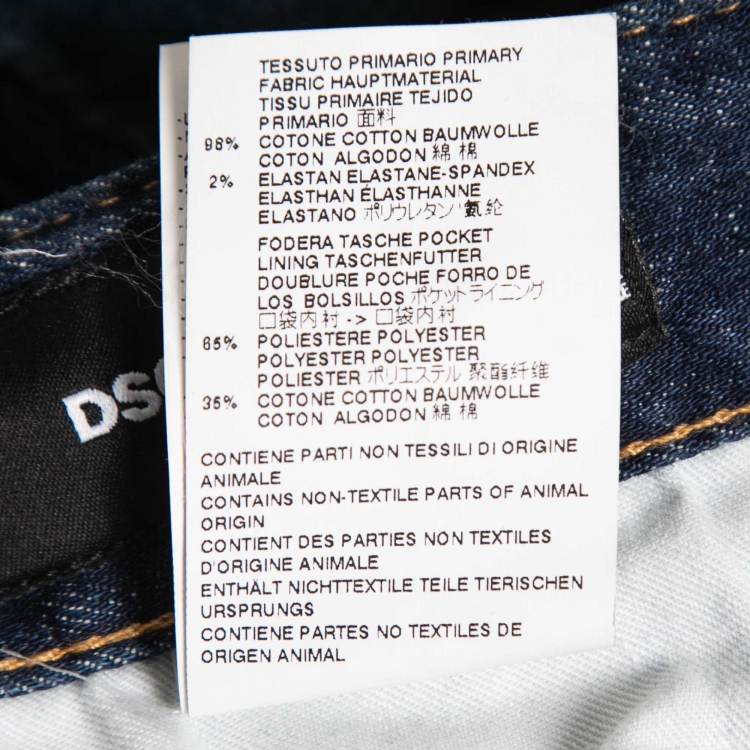 TESSUTO PRIMARIO PRIMARY
FABRIC HAUPTMATERIAL
TISSU PRIMAIRE TEJIDO
PRIMARIO 面料
98% COTONE COTTON BAUMWOLLE
COTON ALGODON 綿 棉
2% ELASTAN ELASTANE-SPANDEX
ELASTHAN ÉLASTHANNE
ELASTANO ポリウレタン 氨纶
FODERA TASCHE POCKET
LINING TASCHENFUTTER
DOUBLURE POCHE FORRO DE
LOS BOLSILLOS ポケットライニング
口袋内衬 -> 口袋内衬
65% POLIESTERE POLYESTER
POLYESTER POLYESTER
POLIESTER ポリエステル 聚酯纤维
35% COTONE COTTON BAUMWOLLE
COTON ALGODON 綿 棉
CONTIENE PARTI NON TESSILI DI ORIGINE
ANIMALE
CONTAINS NON-TEXTILE PARTS OF ANIMAL
ORIGIN
CONTIENT DES PARTIES NON TEXTILES
D'ORIGINE ANIMALE
ENTHÄLT NICHTTEXTILE TEILE TIERISCHEN
URSPRUNGS
CONTIENE PARTES NO TEXTILES DE
ORIGEN ANIMAL
DS